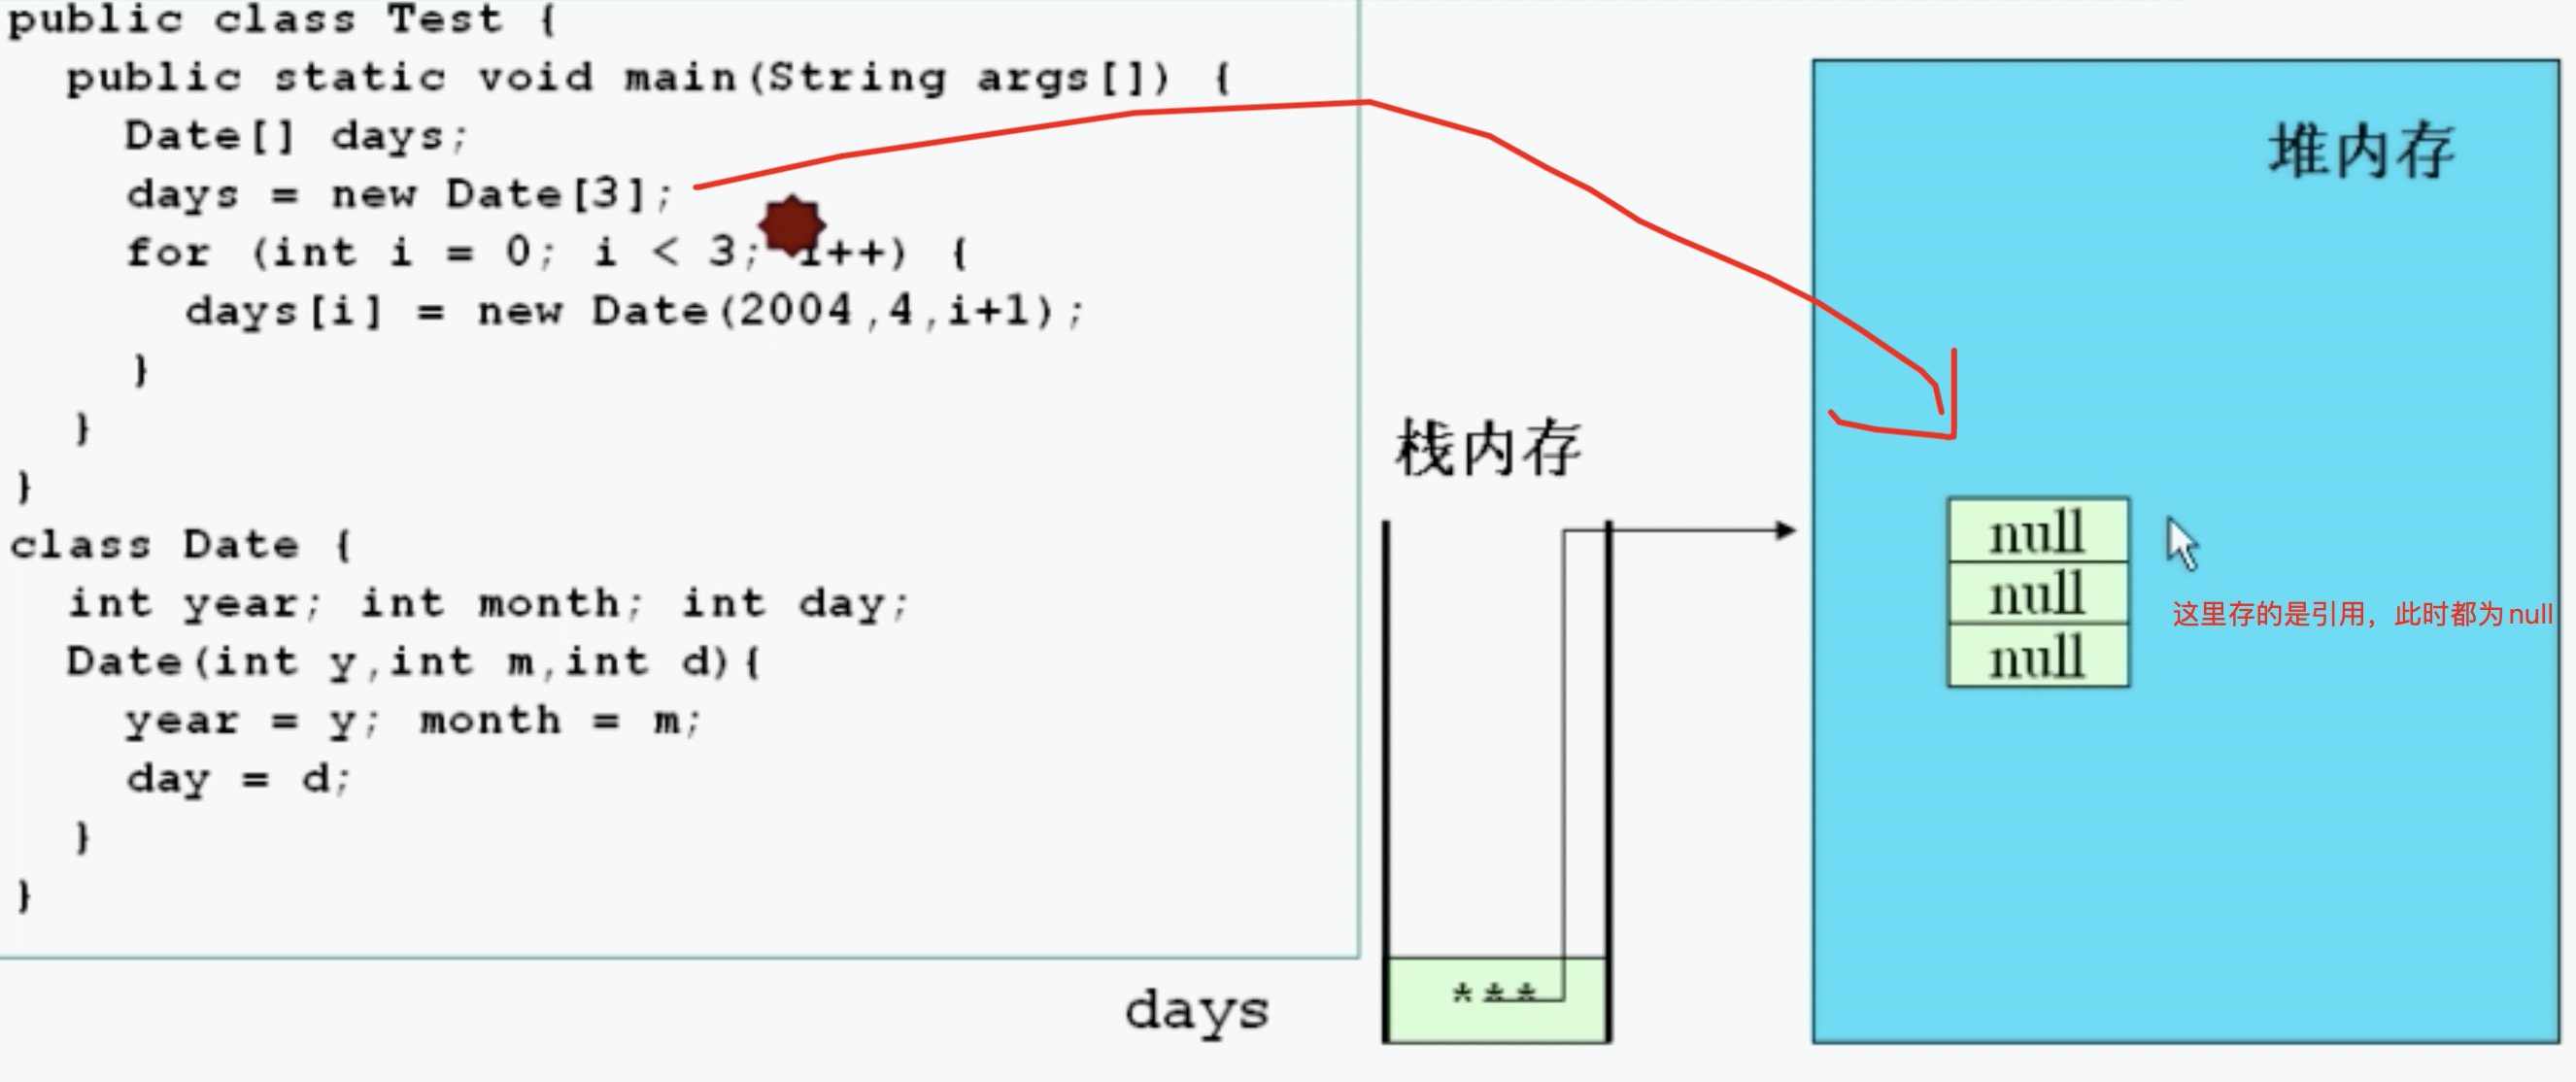 public class Test {
public static void main(String args[]) {
Date[] days;
days = new Date[3];
for (int i = 0; i < 3; i++) {
days[i] = new Date(2004,4,i+1);
}
}
}
class Date {
int year; int month; int day;
Date(int y,int m,int d){
year = y; month = m;
day = d;
}
}
days
栈内存
***
堆内存
null
null
null
这里存的是引用，此时都为null